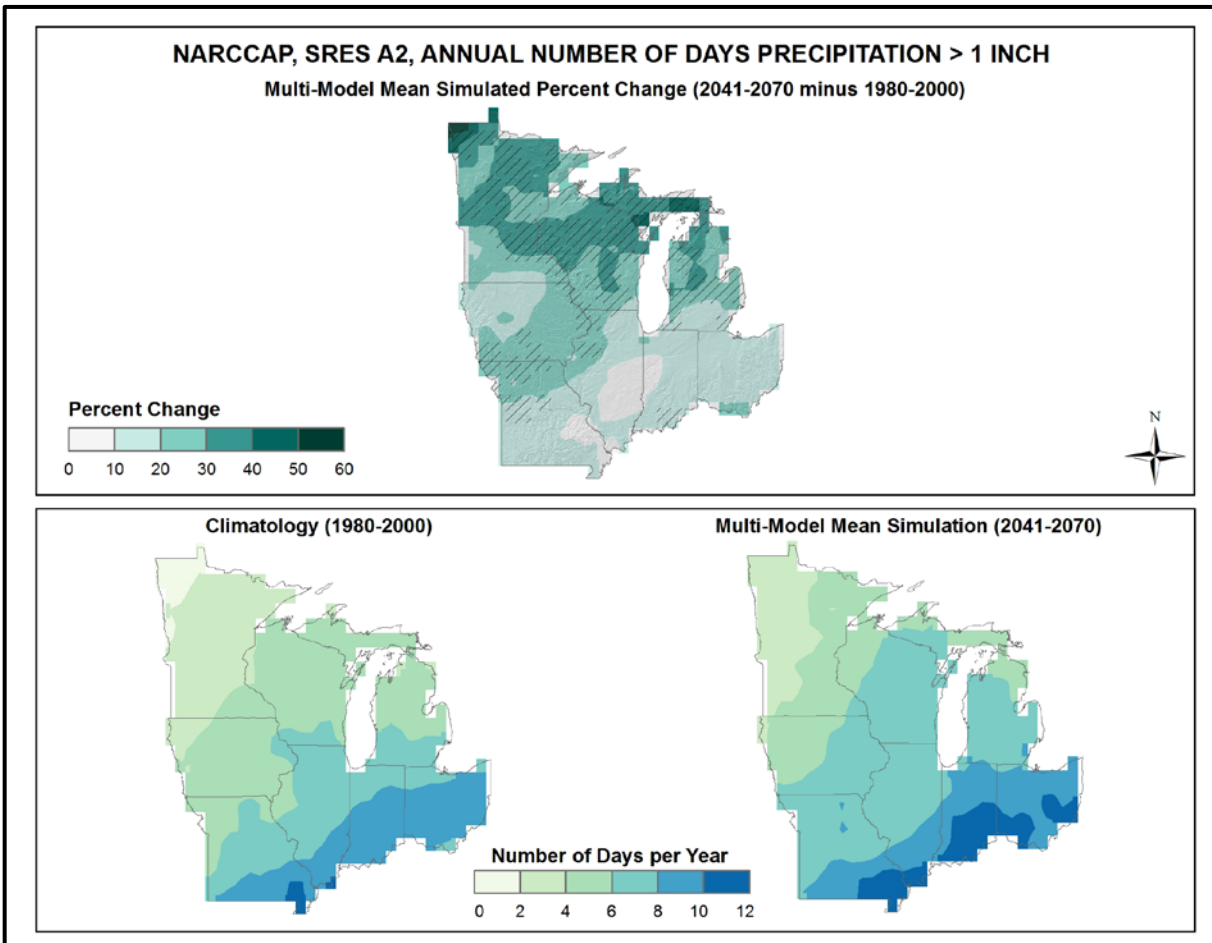 NARCCAP, SRES A2, ANNUAL NUMBER OF DAYS PRECIPITATION > 1 INCH
Multi-Model Mean Simulated Percent Change (2041-2070 minus 1980-2000)
Percent Change
0 10 20 30 40 50 60
N
Climatology (1980-2000)
Multi-Model Mean Simulation (2041-2070)
Number of Days per Year
0 2 4 6 8 10 12